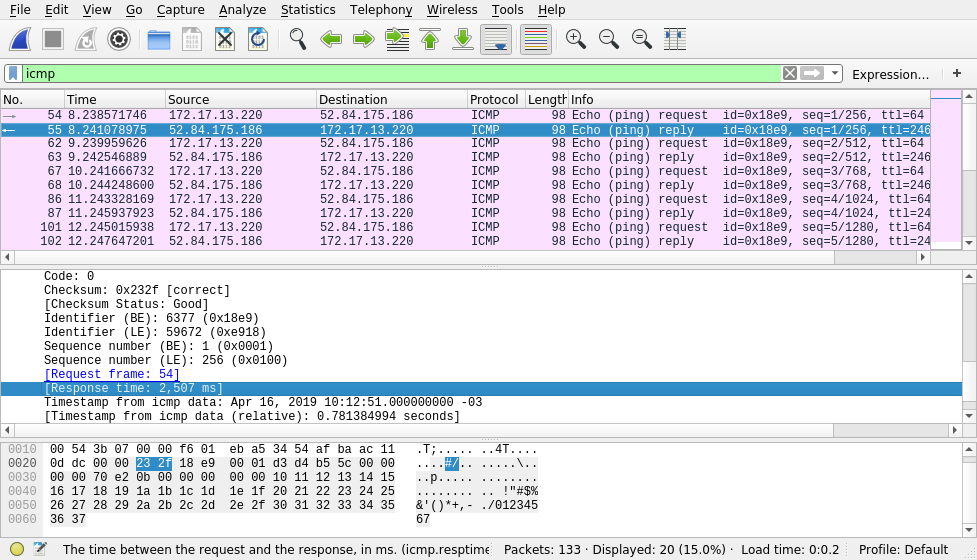 File Edit View Go Capture Analyze Statistics Telephony Wireless Tools Help
icmp Expression… +
No. Time Source Destination Protocol Length Info
54 8.238571746 172.17.13.220 52.84.175.186 ICMP 98 Echo (ping) request id=0x18e9, seq=1/256, ttl=64
55 8.241078975 52.84.175.186 172.17.13.220 ICMP 98 Echo (ping) reply id=0x18e9, seq=1/256, ttl=246
62 9.239959626 172.17.13.220 52.84.175.186 ICMP 98 Echo (ping) request id=0x18e9, seq=2/512, ttl=64
63 9.242546889 52.84.175.186 172.17.13.220 ICMP 98 Echo (ping) reply id=0x18e9, seq=2/512, ttl=246
67 10.241666732 172.17.13.220 52.84.175.186 ICMP 98 Echo (ping) request id=0x18e9, seq=3/768, ttl=64
68 10.244248600 52.84.175.186 172.17.13.220 ICMP 98 Echo (ping) reply id=0x18e9, seq=3/768, ttl=246
86 11.243328169 172.17.13.220 52.84.175.186 ICMP 98 Echo (ping) request id=0x18e9, seq=4/1024, ttl=64
87 11.245937923 52.84.175.186 172.17.13.220 ICMP 98 Echo (ping) reply id=0x18e9, seq=4/1024, ttl=24
101 12.245015938 172.17.13.220 52.84.175.186 ICMP 98 Echo (ping) request id=0x18e9, seq=5/1280, ttl=64
102 12.247647201 52.84.175.186 172.17.13.220 ICMP 98 Echo (ping) reply id=0x18e9, seq=5/1280, ttl=24
Code: 0
Checksum: 0x232f [correct]
[Checksum Status: Good]
Identifier (BE): 6377 (0x18e9)
Identifier (LE): 59672 (0xe918)
Sequence number (BE): 1 (0x0001)
Sequence number (LE): 256 (0x0100)
[Request frame: 54]
[Response time: 2,507 ms]
Timestamp from icmp data: Apr 16, 2019 10:12:51.000000000 -03
[Timestamp from icmp data (relative): 0.781384994 seconds]
0010 00 54 3b 07 00 00 f6 01 eb a5 34 54 af ba ac 11 .T;..... ..4T....
0020 0d dc 00 00 23 2f 18 e9 00 01 d3 d4 b5 5c 00 00 ....#/.. .....\..
0030 00 00 70 e2 0b 00 00 00 00 00 10 11 12 13 14 15 ..p..... ........
0040 16 17 18 19 1a 1b 1c 1d 1e 1f 20 21 22 23 24 25 ........ .. !"#$%
0050 26 27 28 29 2a 2b 2c 2d 2e 2f 30 31 32 33 34 35 &'()*+,- ./012345
0060 36 37 67
The time between the request and the response, in ms. (icmp.resptime Packets: 133 · Displayed: 20 (15.0%) · Load time: 0:0.2 Profile: Default